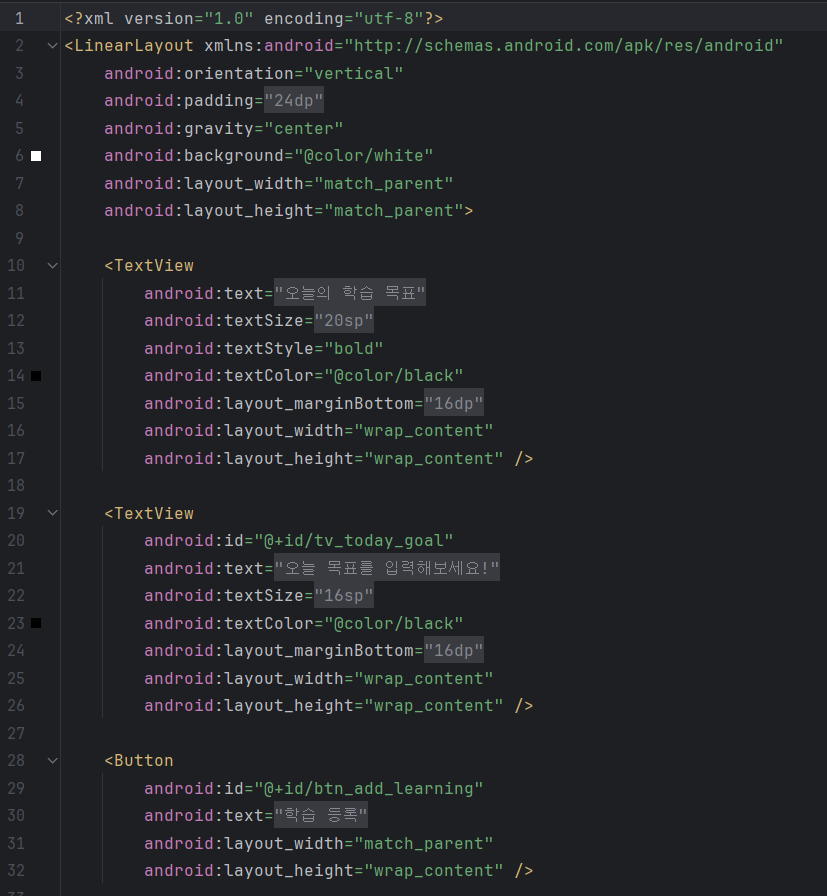 1 <?xml version="1.0" encoding="utf-8"?>
2 <LinearLayout xmlns:android="http://schemas.android.com/apk/res/android"
3 android:orientation="vertical"
4 android:padding="24dp"
5 android:gravity="center"
6 android:background="@color/white"
7 android:layout_width="match_parent"
8 android:layout_height="match_parent">
9
10 <TextView
11 android:text="오늘의 학습 목표"
12 android:textSize="20sp"
13 android:textStyle="bold"
14 android:textColor="@color/black"
15 android:layout_marginBottom="16dp"
16 android:layout_width="wrap_content"
17 android:layout_height="wrap_content" />
18
19 <TextView
20 android:id="@+id/tv_today_goal"
21 android:text="오늘 목표를 입력해보세요!"
22 android:textSize="16sp"
23 android:textColor="@color/black"
24 android:layout_marginBottom="16dp"
25 android:layout_width="wrap_content"
26 android:layout_height="wrap_content" />
27
28 <Button
29 android:id="@+id/btn_add_learning"
30 android:text="학습 등록"
31 android:layout_width="match_parent"
32 android:layout_height="wrap_content" />